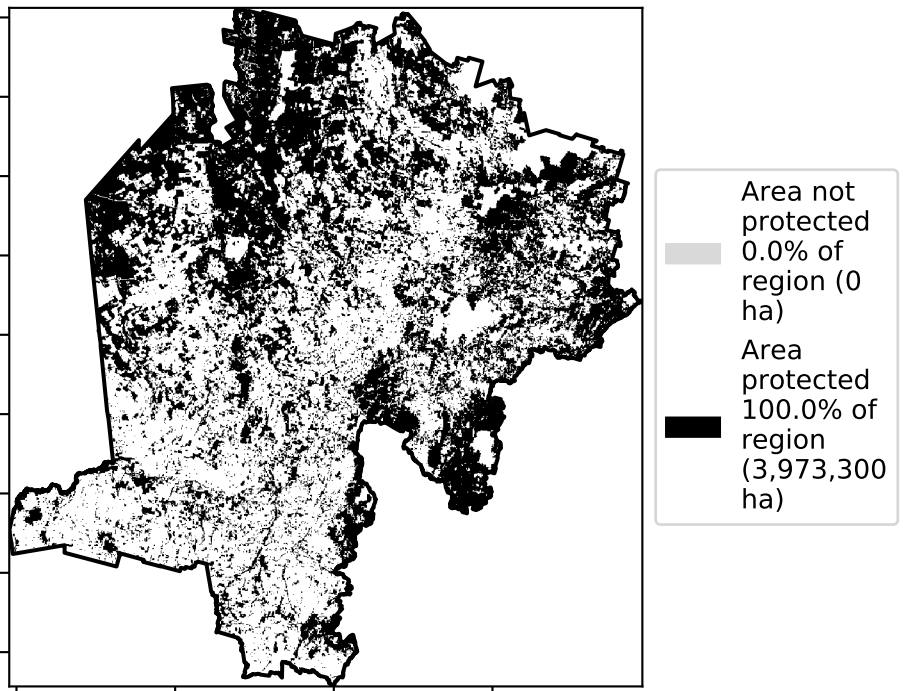 Area not
protected
0.0% of
region (0
ha)
Area
protected
100.0% of
region
(3,973,300
ha)